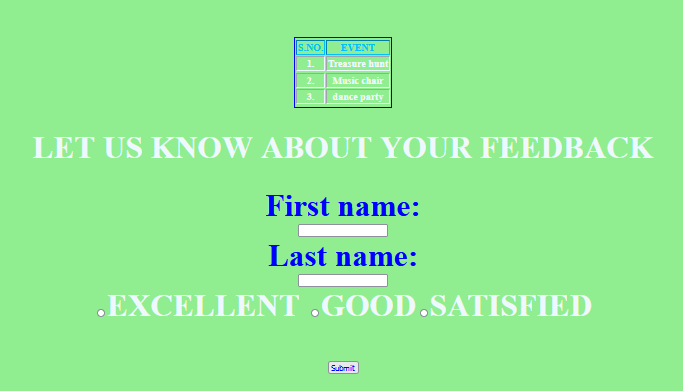 S.NO. EVENT
1. Treasure hunt
2. Music chair
3. dance party
LET US KNOW ABOUT YOUR FEEDBACK
First name:
Last name:
EXCELLENT GOOD SATISFIED
Submit